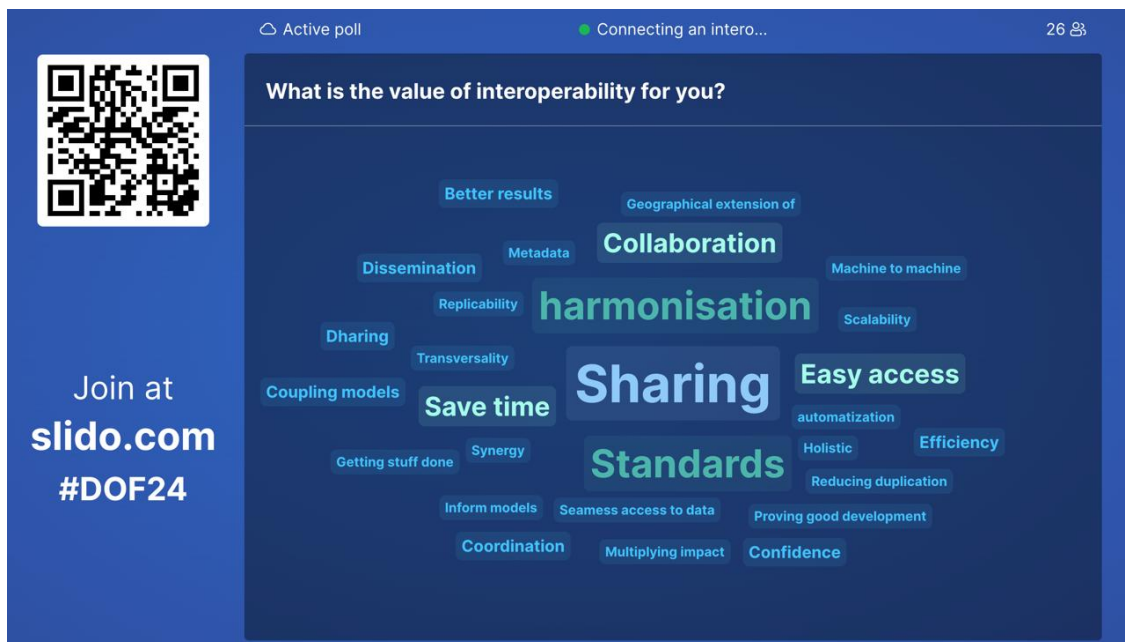 Active poll
Connecting an intero...
26
What is the value of interoperability for you?
Join at
slido.com
#DOF24
Better results
Geographical extension of
Collaboration
Metadata
Dissemination
Machine to machine
Replicability
harmonisation
Scalability
Dharing
Transversality
Sharing
Easy access
Coupling models
Save time
automatization
Efficiency
Synergy
Holistic
Getting stuff done
Standards
Reducing duplication
Inform models
Seamess access to data
Proving good development
Coordination
Multiplying impact
Confidence